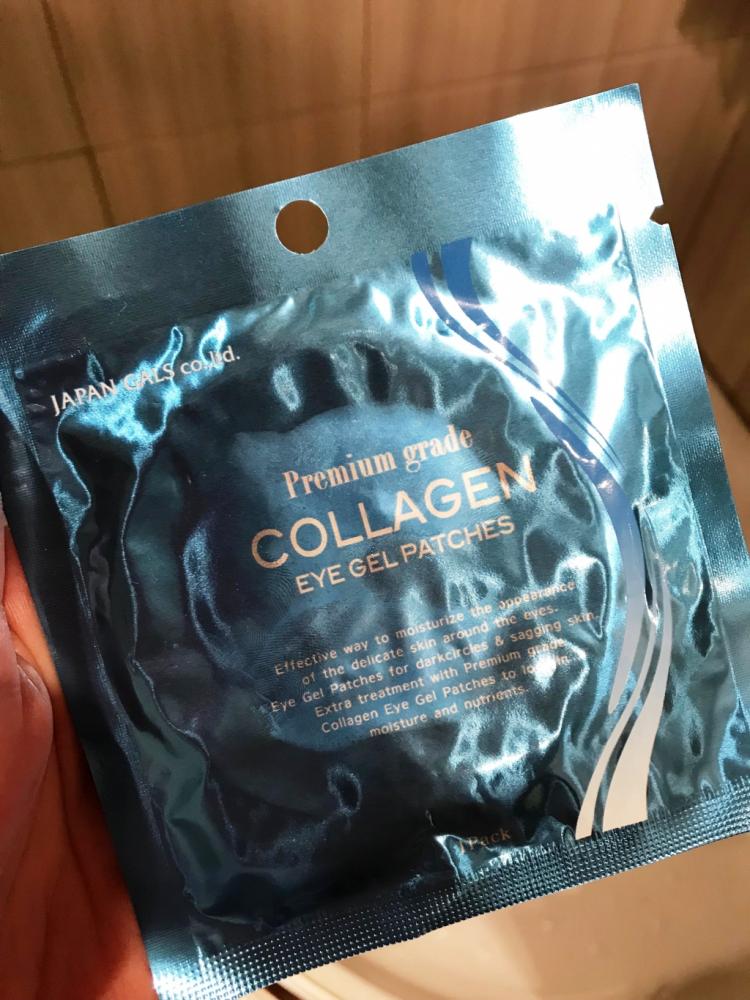 JAPAN GALS co.,ltd.
Premium grade
COLLAGEN
EYE GEL PATCHES
Effective way to moisturize the appearance
of the delicate skin around the eyes.
Eye Gel Patches for darkcircles & sagging skin.
Extra treatment with Premium grade
Collagen Eye Gel Patches to lock in
moisture and nutrients.
1Pack